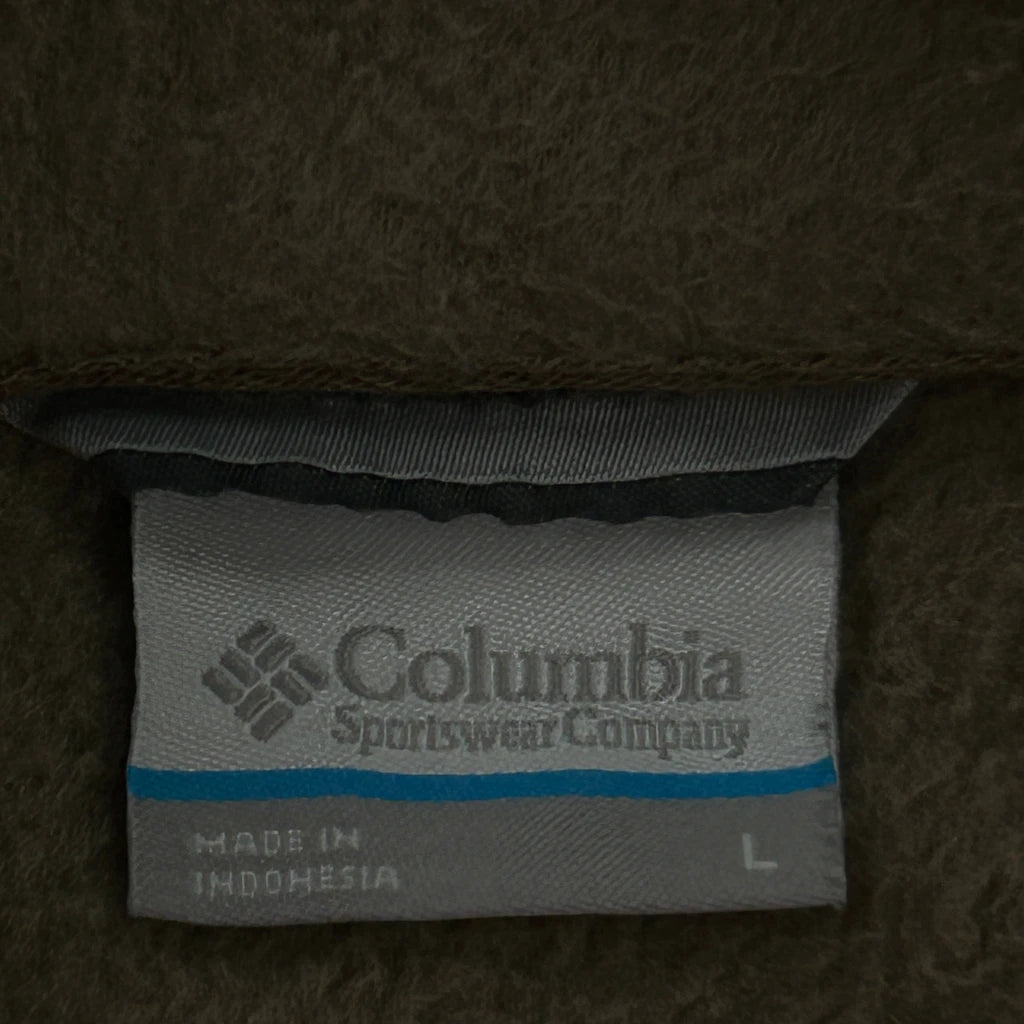 Columbia
Sportswear Company
MADE IN
INDONESIA
L